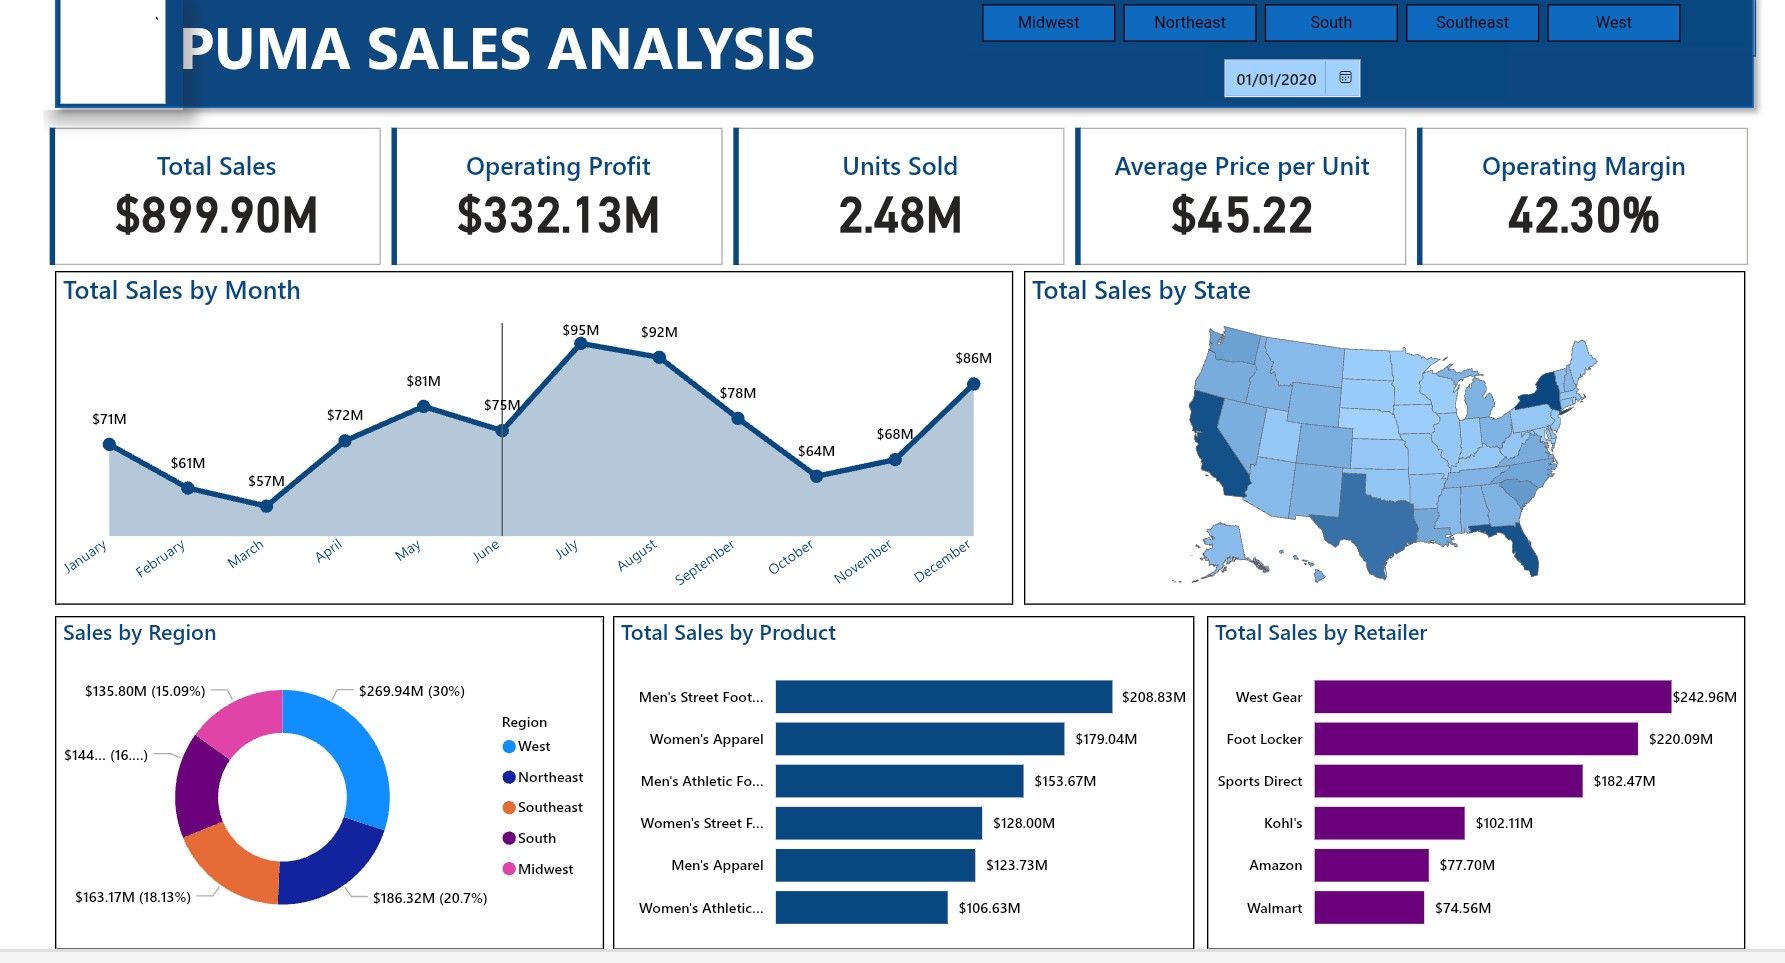 PUMA SALES ANALYSIS
Midwest
Northeast
South
Southeast
West
01/01/2020
Total Sales
$899.90M
Operating Profit
$332.13M
Units Sold
2.48M
Average Price per Unit
$45.22
Operating Margin
42.30%
Total Sales by Month
$71M
$61M
$57M
$72M
$81M
$75M
$95M
$92M
$78M
$64M
$68M
$86M
January
February
March
April
May
June
July
August
September
October
November
December
Total Sales by State
Sales by Region
$135.80M (15.09%)
$269.94M (30%)
$144... (16....)
$163.17M (18.13%)
$186.32M (20.7%)
Region
West
Northeast
Southeast
South
Midwest
Total Sales by Product
Men's Street Foot... $208.83M
Women's Apparel $179.04M
Men's Athletic Fo... $153.67M
Women's Street F... $128.00M
Men's Apparel $123.73M
Women's Athletic... $106.63M
Total Sales by Retailer
West Gear $242.96M
Foot Locker $220.09M
Sports Direct $182.47M
Kohl's $102.11M
Amazon $77.70M
Walmart $74.56M